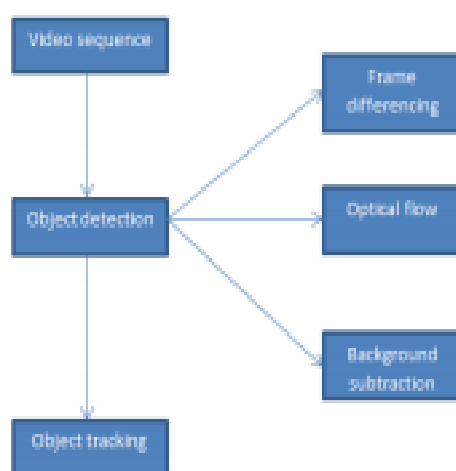 Video sequence
Frame
differencing
Object detection
Optical flow
Background
subtraction
Object tracking